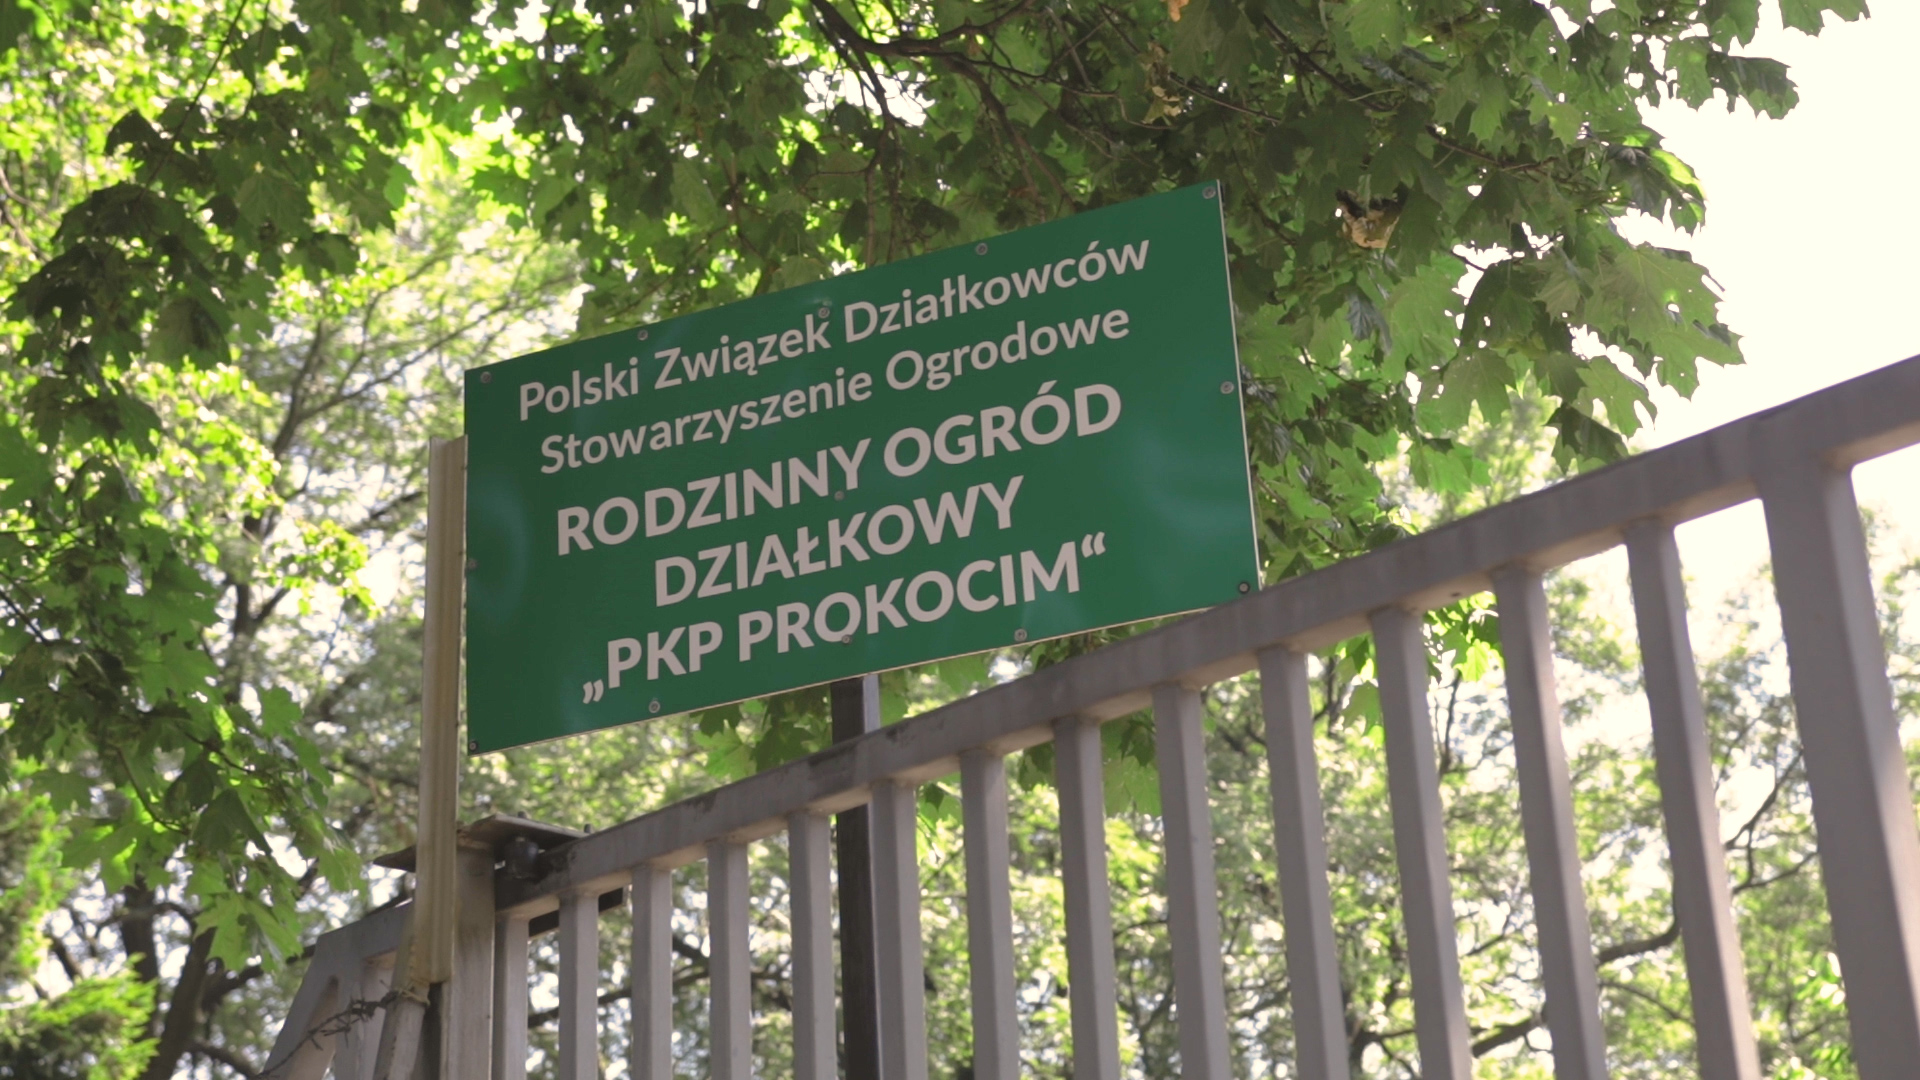 Polski Związek Działkowców
Stowarzyszenie Ogrodowe
RODZINNY OGRÓD
DZIAŁKOWY
„PKP PROKOCIM“